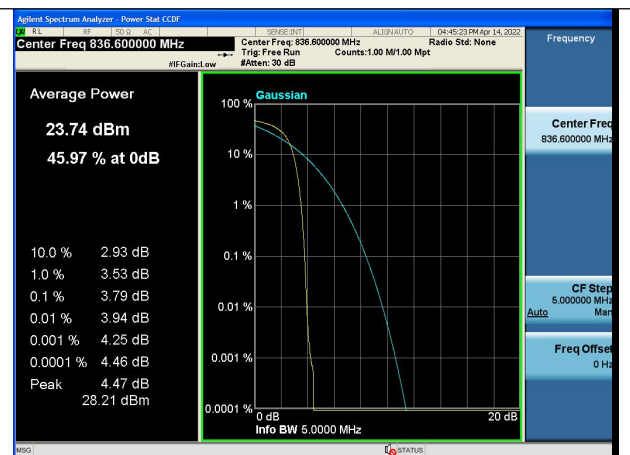 Agilent Spectrum Analyzer - Power Stat CCDF
LXI RL RF 50 Ω AC SENSE:INT ALIGNAUTO 04:45:23 PM Apr 14, 2022
Center Freq 836.600000 MHz
Center Freq: 836.600000 MHz Radio Std: None
Trig: Free Run Counts:1.00 M/1.00 Mpt
#IFGain:Low #Atten: 30 dB
Frequency
Average Power
23.74 dBm
45.97 % at 0dB
10.0 % 2.93 dB
1.0 % 3.53 dB
0.1 % 3.79 dB
0.01 % 3.94 dB
0.001 % 4.25 dB
0.0001 % 4.46 dB
Peak 4.47 dB
28.21 dBm
Gaussian
100 %
10 %
1 %
0.1 %
0.01 %
0.001 %
0.0001 %
0 dB 20 dB
Info BW 5.0000 MHz
Center Freq
836.600000 MHz
CF Step
5.000000 MHz
Auto Man
Freq Offset
0 Hz
MSG STATUS